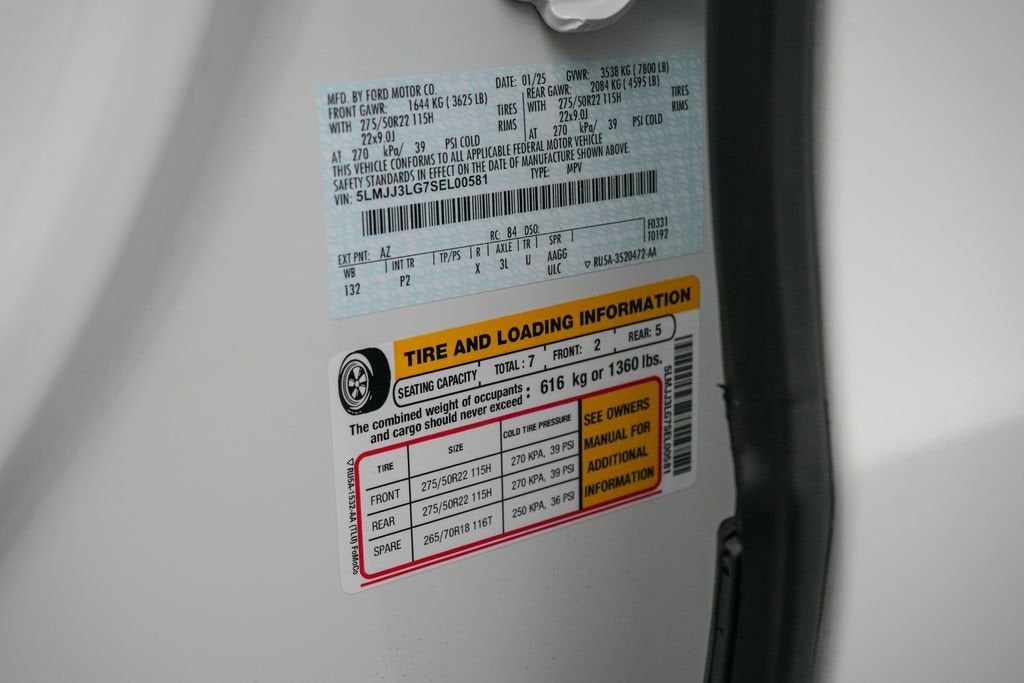 MFD. BY FORD MOTOR CO. DATE: 01/25 GVWR: 3538 KG ( 7800 LB)
FRONT GAWR: 1644 KG ( 3625 LB) REAR GAWR: 2084 KG ( 4595 LB)
WITH 275/50R22 115H TIRES WITH 275/50R22 115H TIRES
22x9.0J RIMS 22x9.0J RIMS
AT 270 kPa/ 39 PSI COLD AT 270 kPa/ 39 PSI COLD
THIS VEHICLE CONFORMS TO ALL APPLICABLE FEDERAL MOTOR VEHICLE
SAFETY STANDARDS IN EFFECT ON THE DATE OF MANUFACTURE SHOWN ABOVE.
VIN: 5LMJJ3LG7SEL00581 TYPE: MPV
EXT PNT: AZ RC: 84 DSO: F0331
WB INT TR TP/PS R AXLE TR SPR T0192
132 P2 X 3L U AAGG
ULC ▽ RU5A-3520472-AA
TIRE AND LOADING INFORMATION
SEATING CAPACITY TOTAL : 7 FRONT: 2 REAR: 5
The combined weight of occupants
and cargo should never exceed : 616 kg or 1360 lbs.
TIRE SIZE COLD TIRE PRESSURE
FRONT 275/50R22 115H 270 KPA, 39 PSI
REAR 275/50R22 115H 270 KPA, 39 PSI
SPARE 265/70R18 116T 250 KPA, 36 PSI
SEE OWNERS
MANUAL FOR
ADDITIONAL
INFORMATION
5LMJJ3LG7SEL00581
▽ RU5A-1532-AA (TLU) FoMoCo